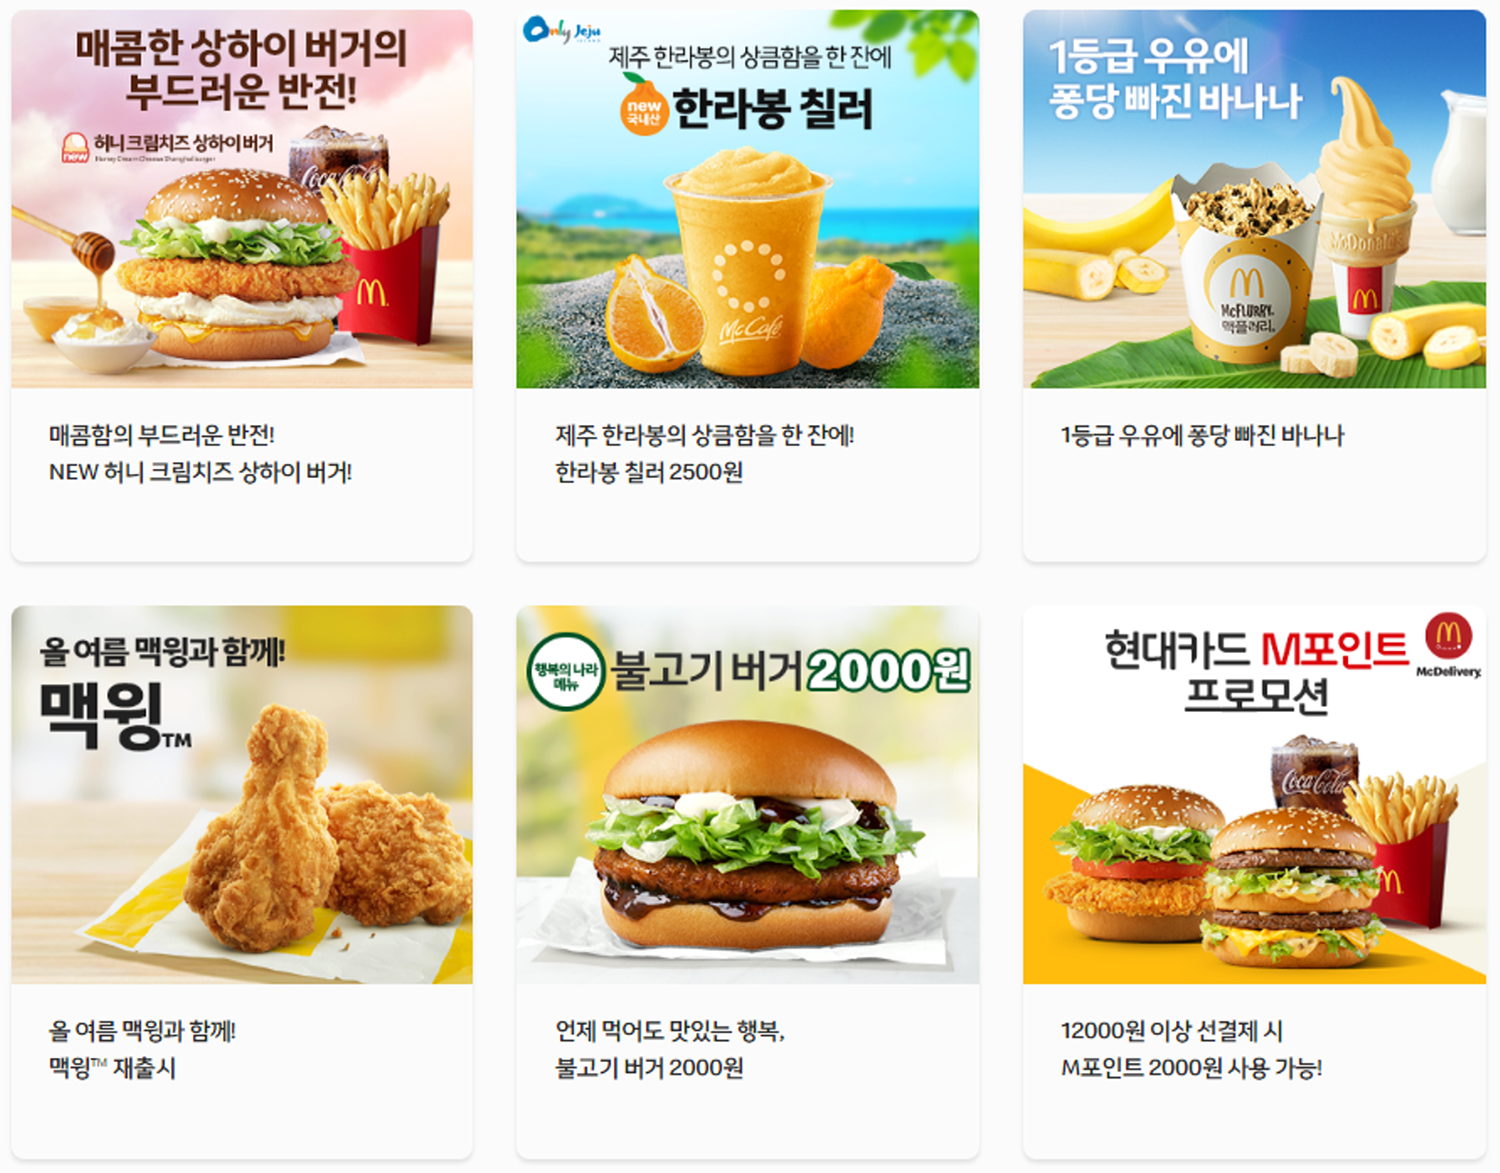 매콤한 상하이 버거의
부드러운 반전!
new
허니 크림치즈 상하이 버거
Honey Cream Cheese Shanghai Burger
Coca-Cola
매콤함의 부드러운 반전!
NEW 허니 크림치즈 상하이 버거!
Only Jeju
ISLAND
제주 한라봉의 상큼함을 한 잔에
new
국내산
한라봉 칠러
McCafé
제주 한라봉의 상큼함을 한 잔에!
한라봉 칠러 2500원
1등급 우유에
퐁당 빠진 바나나
McDonald's
McFLURRY®
맥플러리®
1등급 우유에 퐁당 빠진 바나나
올 여름 맥윙과 함께!
맥윙™
올 여름 맥윙과 함께!
맥윙™ 재출시
행복의 나라
메뉴
불고기 버거 2000원
언제 먹어도 맛있는 행복,
불고기 버거 2000원
현대카드 M포인트
프로모션
McDelivery
Coca-Cola
12000원 이상 선결제 시
M포인트 2000원 사용 가능!